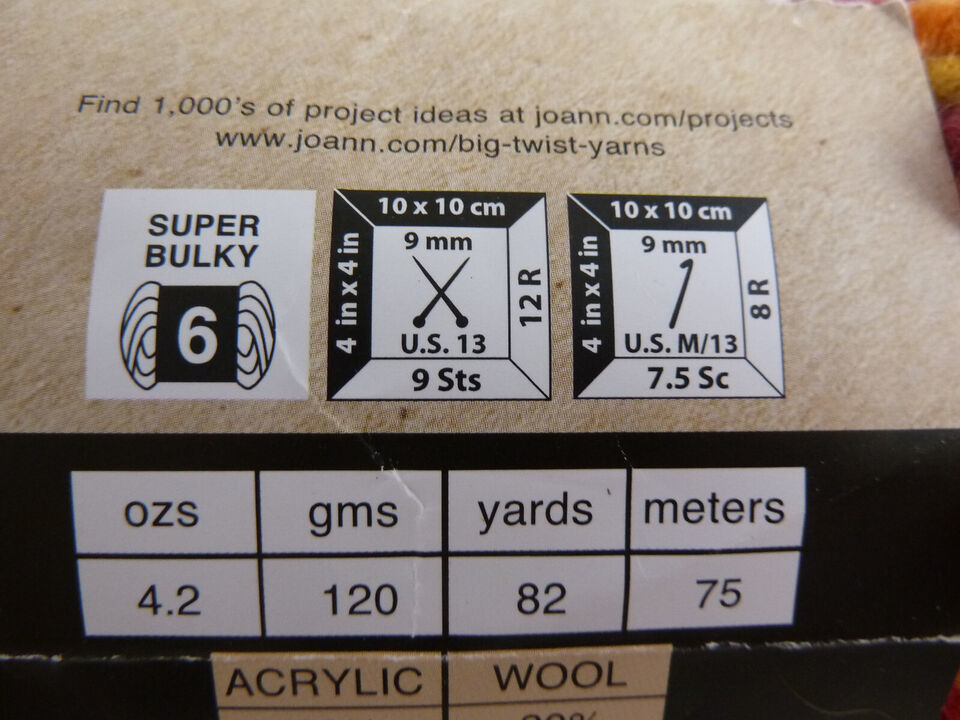 Find 1,000's of project ideas at joann.com/projects
www.joann.com/big-twist-yarns
SUPER
BULKY
6
10 x 10 cm
4 in x 4 in
9 mm
12 R
U.S. 13
9 Sts
10 x 10 cm
4 in x 4 in
9 mm
8 R
U.S. M/13
7.5 Sc
ozs gms yards meters
4.2 120 82 75
ACRYLIC WOOL